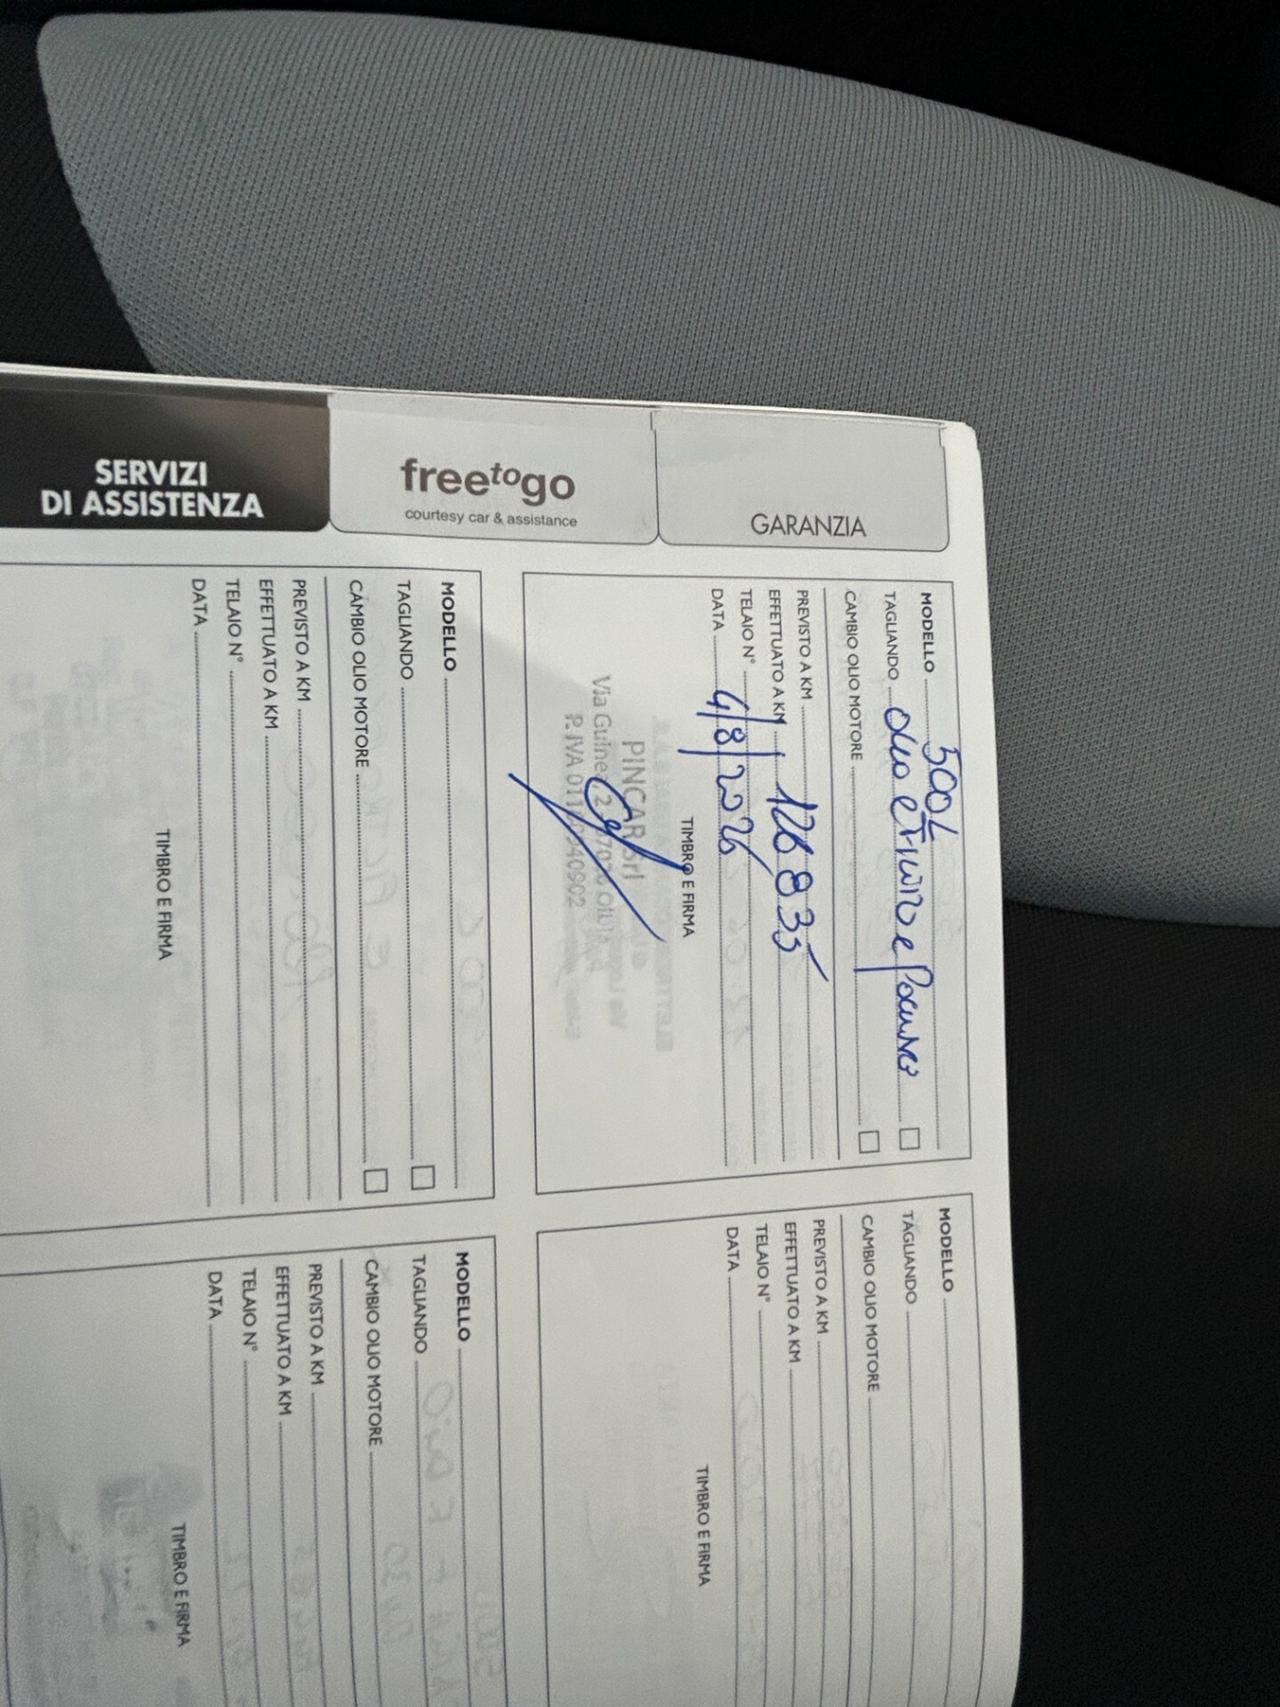 SERVIZI
DI ASSISTENZA
freetogo
courtesy car & assistance
GARANZIA
MODELLO 500L
TAGLIANDO olio e Filtro e
CAMBIO OLIO MOTORE
PREVISTO A KM
EFFETTUATO A KM 126835
TELAIO N°
DATA 4/8/2026
TIMBRO E FIRMA
PINCAR Srl
Via
P. IVA
MODELLO
TAGLIANDO
CAMBIO OLIO MOTORE
PREVISTO A KM
EFFETTUATO A KM
TELAIO N°
DATA
TIMBRO E FIRMA
MODELLO
TAGLIANDO
CAMBIO OLIO MOTORE
PREVISTO A KM
EFFETTUATO A KM
TELAIO N°
DATA
TIMBRO E FIRMA
MODELLO
TAGLIANDO
CAMBIO OLIO MOTORE
PREVISTO A KM
EFFETTUATO A KM
TELAIO N°
DATA
TIMBRO E FIRMA